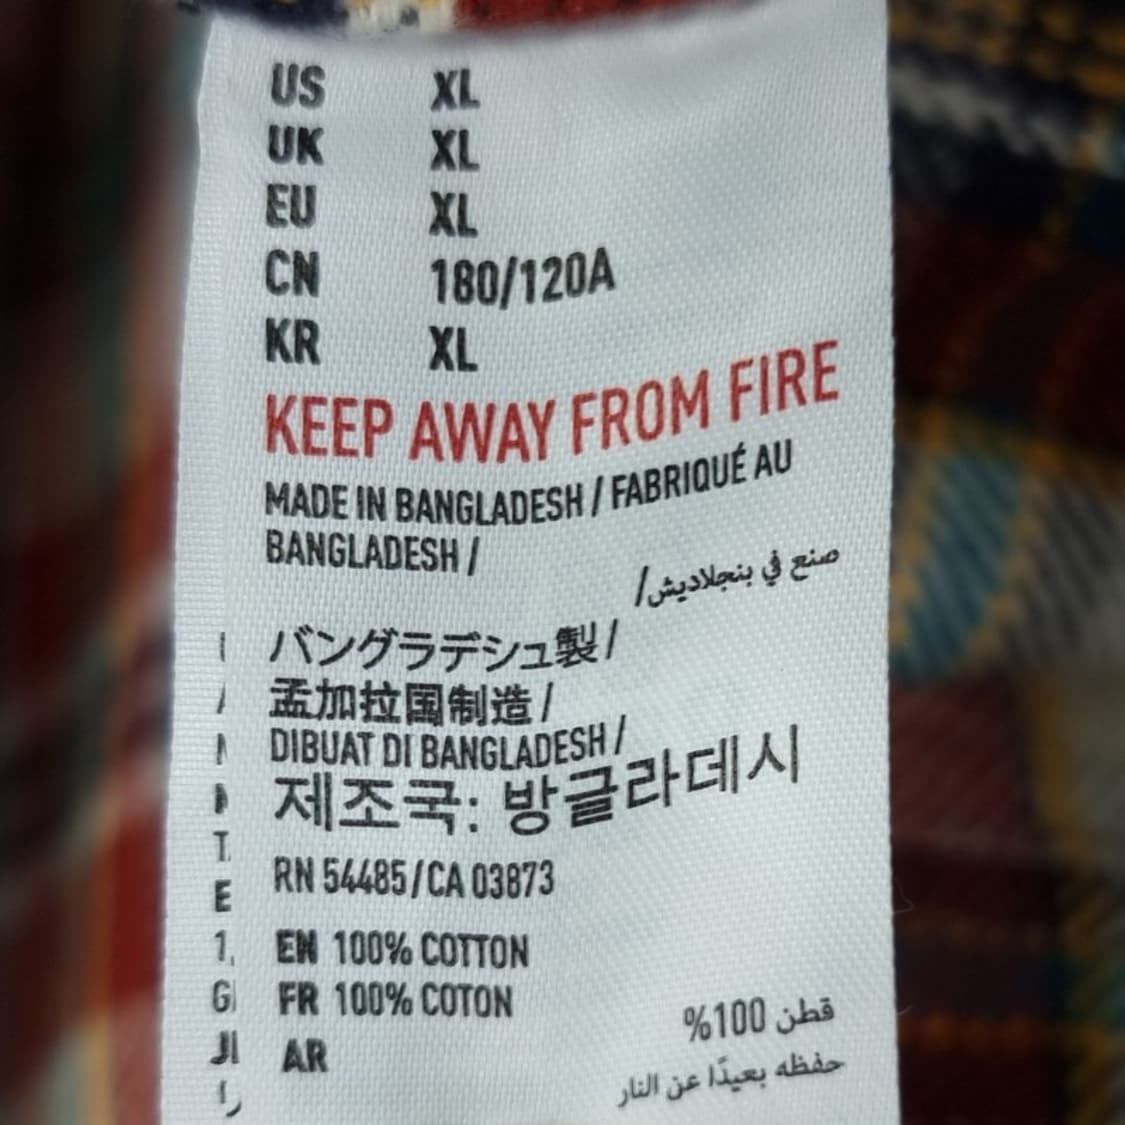 US XL
UK XL
EU XL
CN 180/120A
KR XL
KEEP AWAY FROM FIRE
MADE IN BANGLADESH / FABRIQUÉ AU
BANGLADESH /
صنع في بنجلاديش/
バングラデシュ製/
孟加拉国制造/
DIBUAT DI BANGLADESH /
제조국: 방글라데시
RN 54485/CA 03873
EN 100% COTTON
FR 100% COTON
AR
قطن 100%
حفظه بعيدًا عن النار